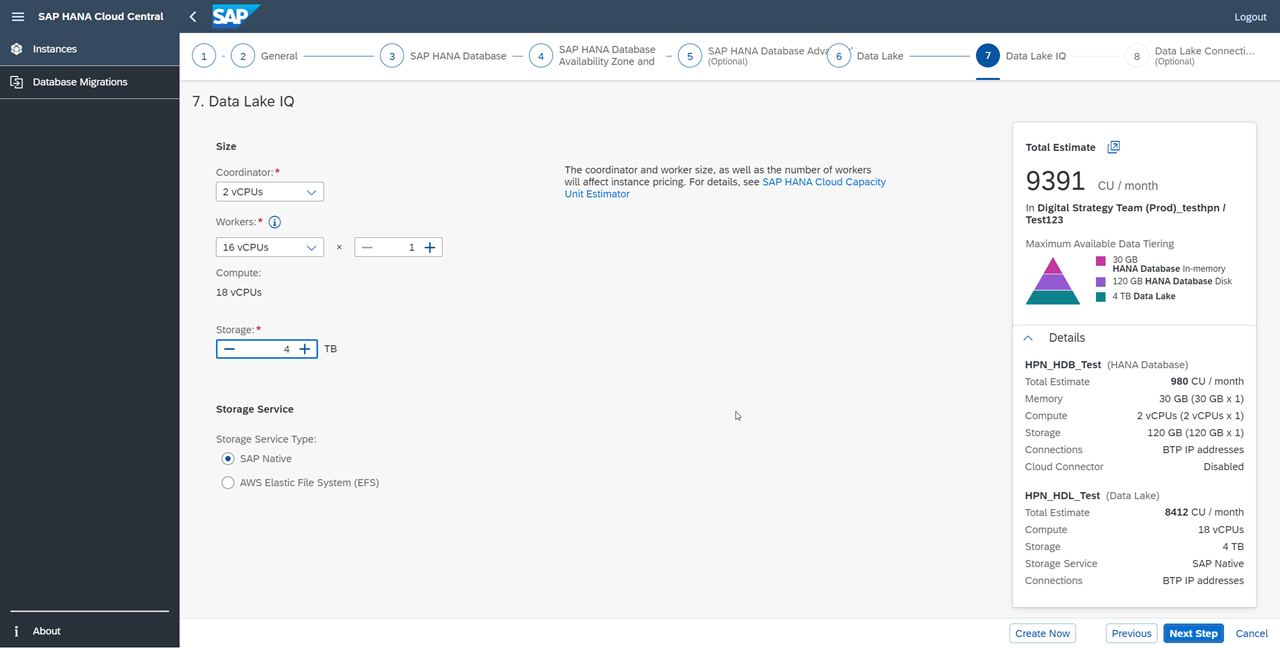 SAP HANA Cloud Central
SAP
Logout
Instances
Database Migrations
About
1
2 General
3 SAP HANA Database
4 SAP HANA Database
Availability Zone and
5 SAP HANA Database
(Optional)
6 Data Lake
7 Data Lake IQ
8 Data Lake Connecti...
(Optional)
7. Data Lake IQ
Size
Coordinator:*
2 vCPUs
Workers:*
16 vCPUs × 1
Compute:
18 vCPUs
Storage:*
4 TB
Storage Service
Storage Service Type:
SAP Native
AWS Elastic File System (EFS)
The coordinator and worker size, as well as the number of workers
will affect instance pricing. For details, see SAP HANA Cloud Capacity
Unit Estimator
Total Estimate
9391 CU / month
In Digital Strategy Team (Prod)_testhpn /
Test123
Maximum Available Data Tiering
30 GB
HANA Database In-memory
120 GB HANA Database Disk
4 TB Data Lake
Details
HPN_HDB_Test (HANA Database)
Total Estimate 980 CU / month
Memory 30 GB (30 GB x 1)
Compute 2 vCPUs (2 vCPUs x 1)
Storage 120 GB (120 GB x 1)
Connections BTP IP addresses
Cloud Connector Disabled
HPN_HDL_Test (Data Lake)
Total Estimate 8412 CU / month
Compute 18 vCPUs
Storage 4 TB
Storage Service SAP Native
Connections BTP IP addresses
Create Now
Previous
Next Step
Cancel